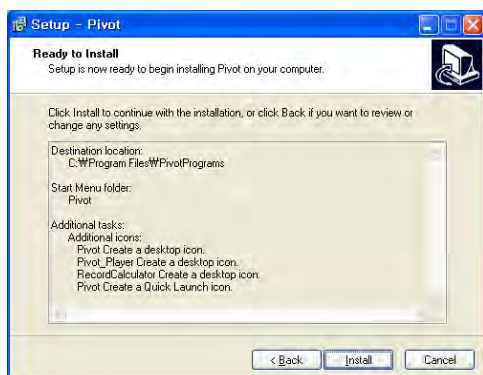 Setup - Pivot
Ready to Install
Setup is now ready to begin installing Pivot on your computer.
Click Install to continue with the installation, or click Back if you want to review or
change any settings.
Destination location:
C:₩Program Files₩PivotPrograms
Start Menu folder:
Pivot
Additional tasks:
Additional icons:
Pivot Create a desktop icon.
Pivot_Player Create a desktop icon.
RecordCalculator Create a desktop icon.
Pivot Create a Quick Launch icon.
< Back
Install
Cancel